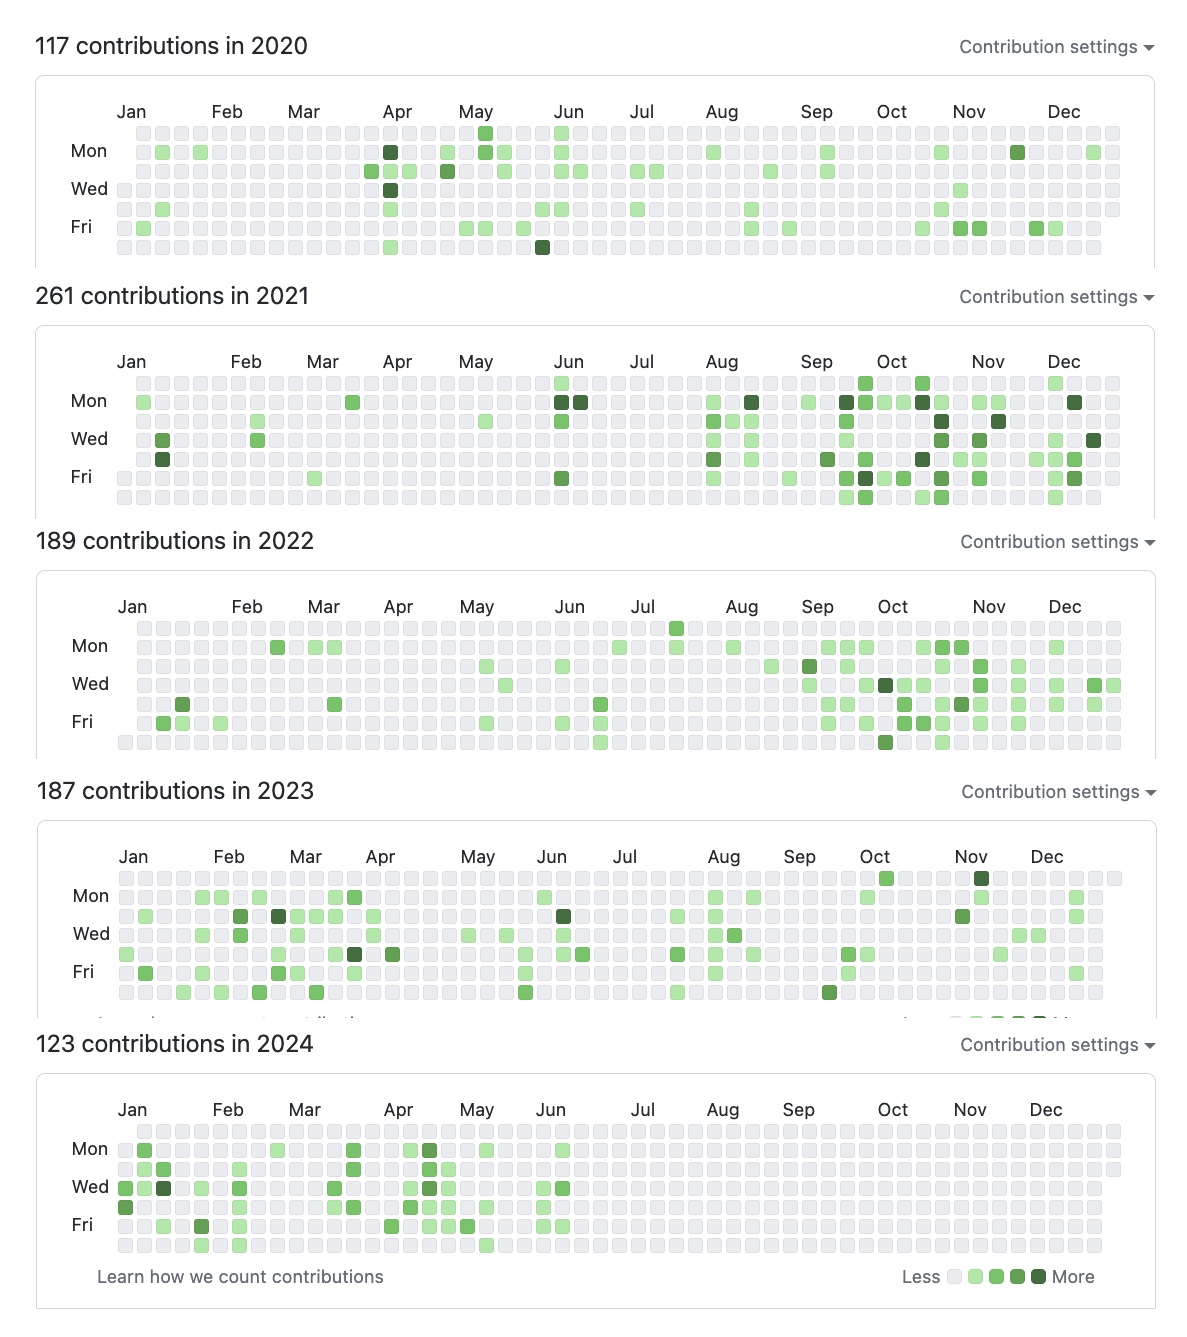 117 contributions in 2020
Contribution settings
Jan Feb Mar Apr May Jun Jul Aug Sep Oct Nov Dec
Mon
Wed
Fri
261 contributions in 2021
Contribution settings
Jan Feb Mar Apr May Jun Jul Aug Sep Oct Nov Dec
Mon
Wed
Fri
189 contributions in 2022
Contribution settings
Jan Feb Mar Apr May Jun Jul Aug Sep Oct Nov Dec
Mon
Wed
Fri
187 contributions in 2023
Contribution settings
Jan Feb Mar Apr May Jun Jul Aug Sep Oct Nov Dec
Mon
Wed
Fri
123 contributions in 2024
Contribution settings
Jan Feb Mar Apr May Jun Jul Aug Sep Oct Nov Dec
Mon
Wed
Fri
Learn how we count contributions
Less More